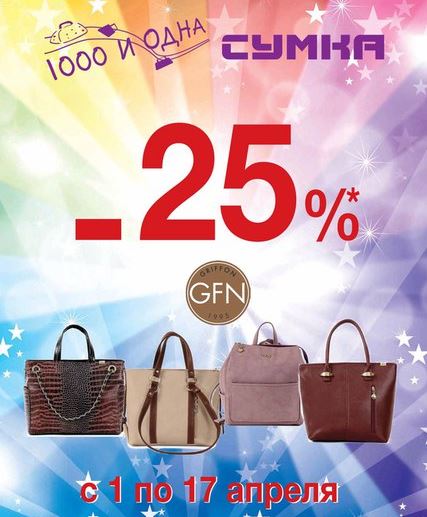 1000 И ОДНА СУМКА
- 25%*
GRIFFON
GFN
1995
с 1 по 17 апреля